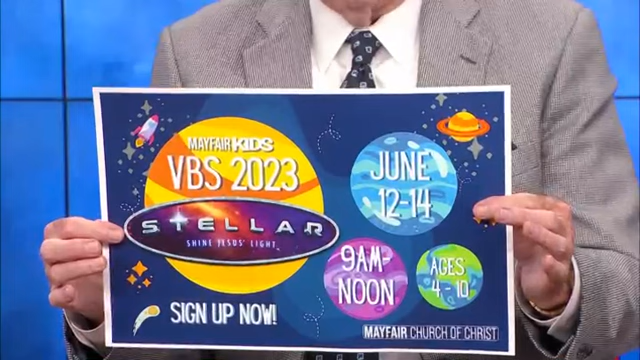 MAYFAIR KIDS
VBS 2023
STELLAR
SHINE JESUS' LIGHT
SIGN UP NOW!
JUNE
12-14
9AM-
NOON
AGES
4 - 10
MAYFAIR CHURCH OF CHRIST